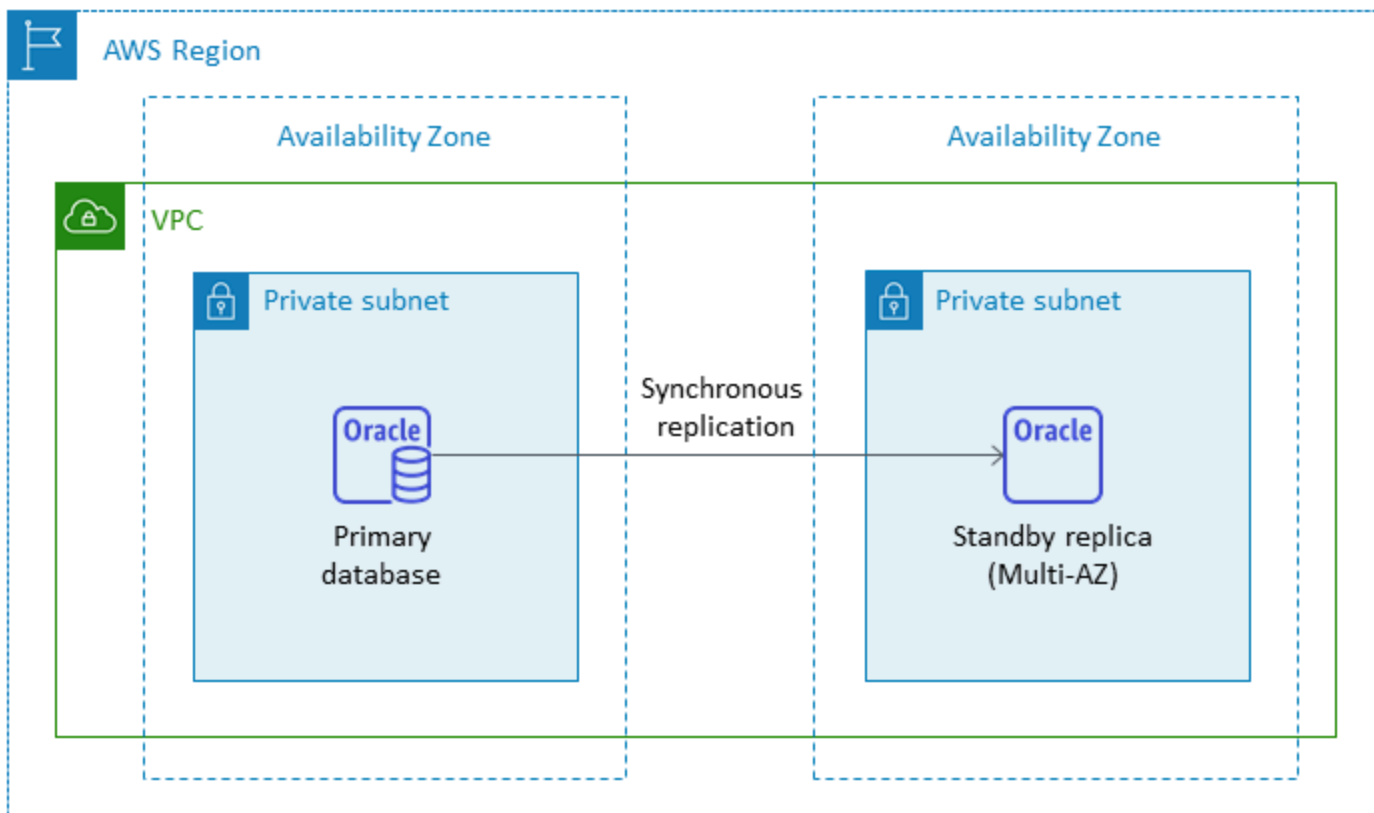 AWS Region
Availability Zone
Availability Zone
VPC
Private subnet
Private subnet
Synchronous
replication
Oracle
Oracle
Primary
database
Standby replica
(Multi-AZ)